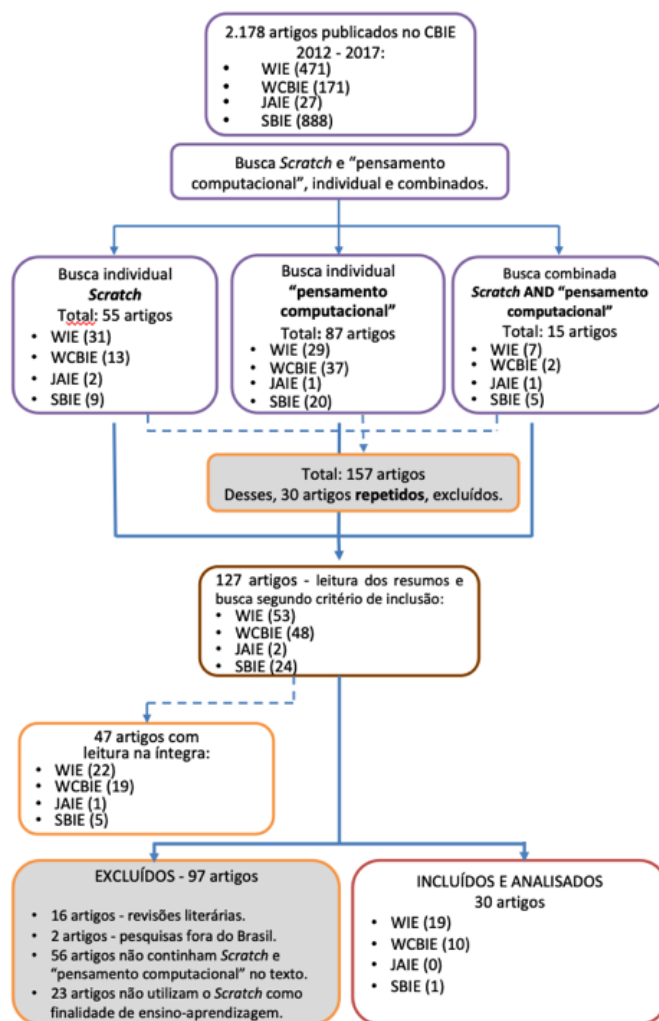 2.178 artigos publicados no CBIE
2012 - 2017:
• WIE (471)
• WCBIE (171)
• JAIE (27)
• SBIE (888)
Busca Scratch e “pensamento
computacional”, individual e combinados.
Busca individual
Scratch
Total: 55 artigos
• WIE (31)
• WCBIE (13)
• JAIE (2)
• SBIE (9)
Busca individual
“pensamento
computacional”
Total: 87 artigos
• WIE (29)
• WCBIE (37)
• JAIE (1)
• SBIE (20)
Busca combinada
Scratch AND “pensamento
computacional”
Total: 15 artigos
• WIE (7)
• WCBIE (2)
• JAIE (1)
• SBIE (5)
Total: 157 artigos
Desses, 30 artigos repetidos, excluídos.
127 artigos - leitura dos resumos e
busca segundo critério de inclusão:
• WIE (53)
• WCBIE (48)
• JAIE (2)
• SBIE (24)
47 artigos com
leitura na íntegra:
• WIE (22)
• WCBIE (19)
• JAIE (1)
• SBIE (5)
EXCLUÍDOS - 97 artigos
• 16 artigos - revisões literárias.
• 2 artigos - pesquisas fora do Brasil.
• 56 artigos não continham Scratch e
“pensamento computacional” no texto.
• 23 artigos não utilizam o Scratch como
finalidade de ensino-aprendizagem.
INCLUÍDOS E ANALISADOS
30 artigos
• WIE (19)
• WCBIE (10)
• JAIE (0)
• SBIE (1)